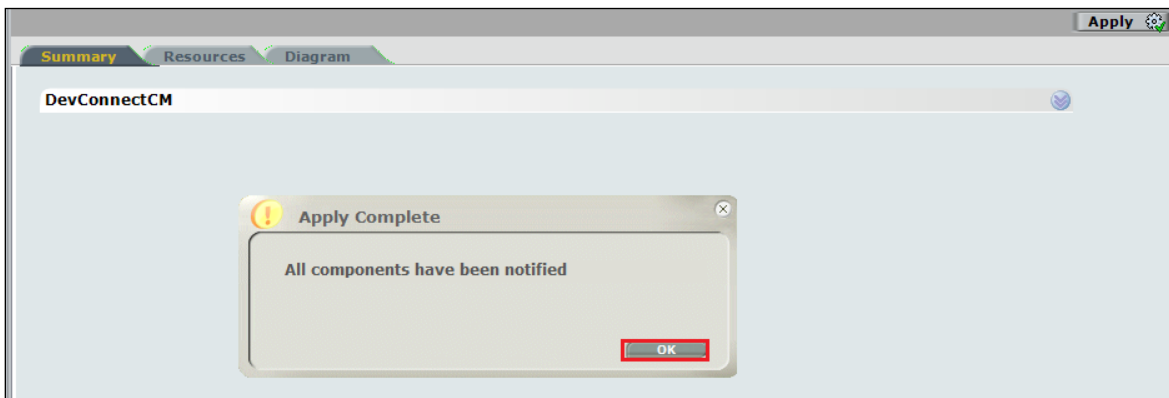 Apply
Summary Resources Diagram
DevConnectCM
Apply Complete
All components have been notified
OK